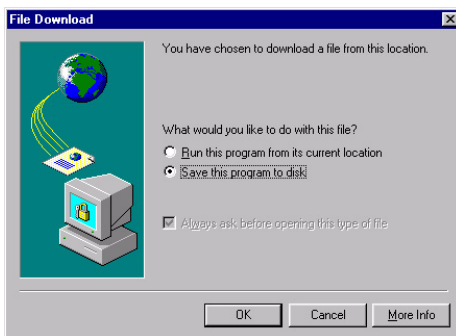 File Download
You have chosen to download a file from this location.
What would you like to do with this file?
Run this program from its current location
Save this program to disk
Always ask before opening this type of file
OK Cancel More Info